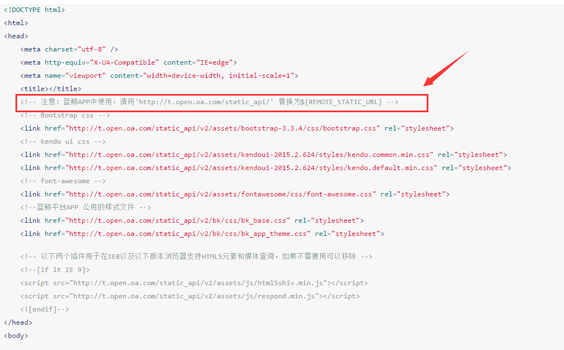 <!DOCTYPE html>
<html>
<head>
<meta charset="utf-8" />
<meta http-equiv="X-UA-Compatible" content="IE=edge">
<meta name="viewport" content="width=device-width, initial-scale=1">
<title></title>
<!-- 注意：蓝鲸APP中使用，请将'http://t.open.oa.com/static_api/' 替换为${REMOTE_STATIC_URL} -->
<!-- Bootstrap css -->
<link href="http://t.open.oa.com/static_api/v2/assets/bootstrap-3.3.4/css/bootstrap.css" rel="stylesheet">
<!-- kendo ui css -->
<link href="http://t.open.oa.com/static_api/v2/assets/kendoui-2015.2.624/styles/kendo.common.min.css" rel="stylesheet">
<link href="http://t.open.oa.com/static_api/v2/assets/kendoui-2015.2.624/styles/kendo.default.min.css" rel="stylesheet">
<!-- font-awesome -->
<link href="http://t.open.oa.com/static_api/v2/assets/fontawesome/css/font-awesome.css" rel="stylesheet">
<!--蓝鲸平台APP 公用的样式文件 -->
<link href="http://t.open.oa.com/static_api/v2/bk/css/bk_base.css" rel="stylesheet">
<link href="http://t.open.oa.com/static_api/v2/bk/css/bk_app_theme.css" rel="stylesheet">
<!-- 以下两个插件用于在IE8以及以下版本浏览器支持HTML5元素和媒体查询，如果不需要用可以移除 -->
<!--[if lt IE 9]>
<script src="http://t.open.oa.com/static_api/v2/assets/js/html5shiv.min.js"></script>
<script src="http://t.open.oa.com/static_api/v2/assets/js/respond.min.js"></script>
<![endif]-->
</head>
<body>